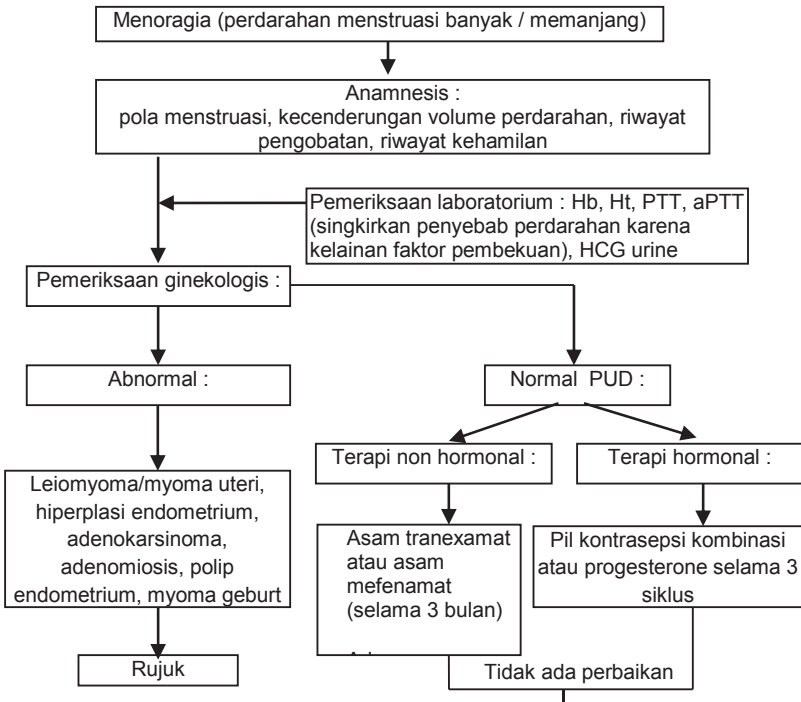 Menoragia (perdarahan menstruasi banyak / memanjang)
Anamnesis :
pola menstruasi, kecenderungan volume perdarahan, riwayat
pengobatan, riwayat kehamilan
Pemeriksaan laboratorium : Hb, Ht, PTT, aPTT
(singkirkan penyebab perdarahan karena
kelainan faktor pembekuan), HCG urine
Pemeriksaan ginekologis :
Abnormal :
Normal PUD :
Terapi non hormonal :
Terapi hormonal :
Leiomyoma/myoma uteri,
hiperplasi endometrium,
adenokarsinoma,
adenomiosis, polip
endometrium, myoma geburt
Asam tranexamat
atau asam
mefenamat
(selama 3 bulan)
Pil kontrasepsi kombinasi
atau progesterone selama 3
siklus
Rujuk
Tidak ada perbaikan